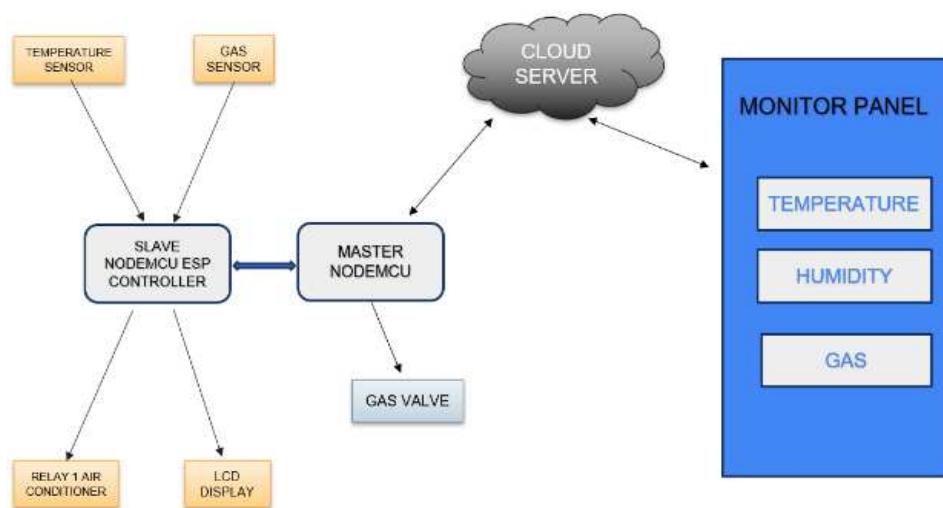 TEMPERATURE
SENSOR
GAS
SENSOR
CLOUD
SERVER
MONITOR PANEL
TEMPERATURE
HUMIDITY
GAS
SLAVE
NODEMCU ESP
CONTROLLER
MASTER
NODEMCU
GAS VALVE
RELAY 1 AIR
CONDITIONER
LCD
DISPLAY